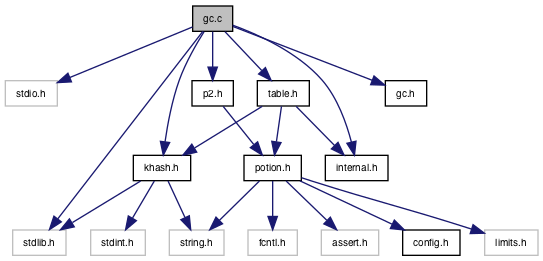 gc.c
stdio.h
p2.h
table.h
gc.h
khash.h
potion.h
internal.h
stdlib.h
stdint.h
string.h
fcntl.h
assert.h
config.h
limits.h